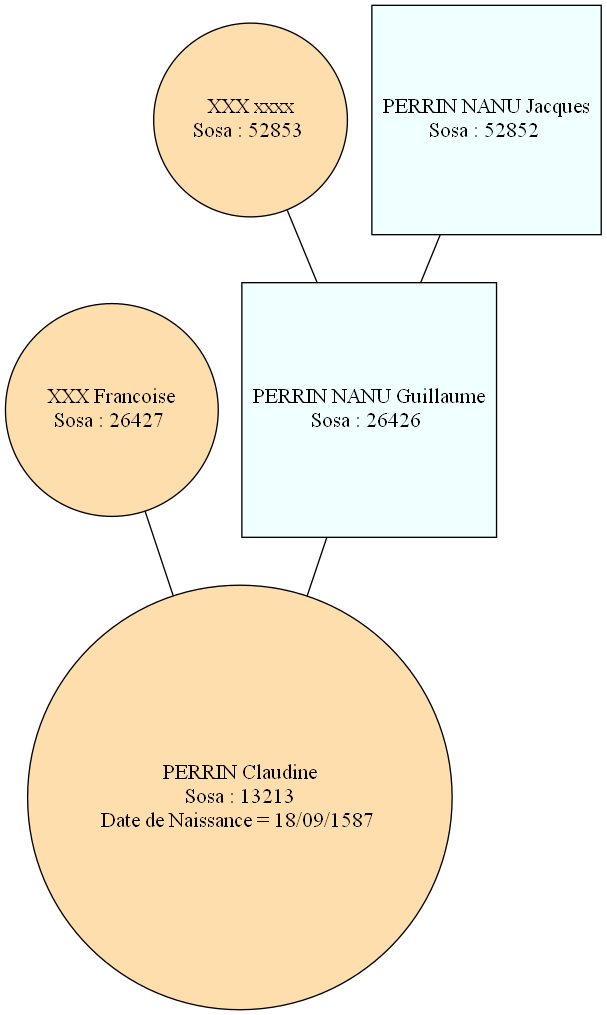 XXX xxxx
Sosa : 52853
PERRIN NANU Jacques
Sosa : 52852
XXX Francoise
Sosa : 26427
PERRIN NANU Guillaume
Sosa : 26426
PERRIN Claudine
Sosa : 13213
Date de Naissance = 18/09/1587